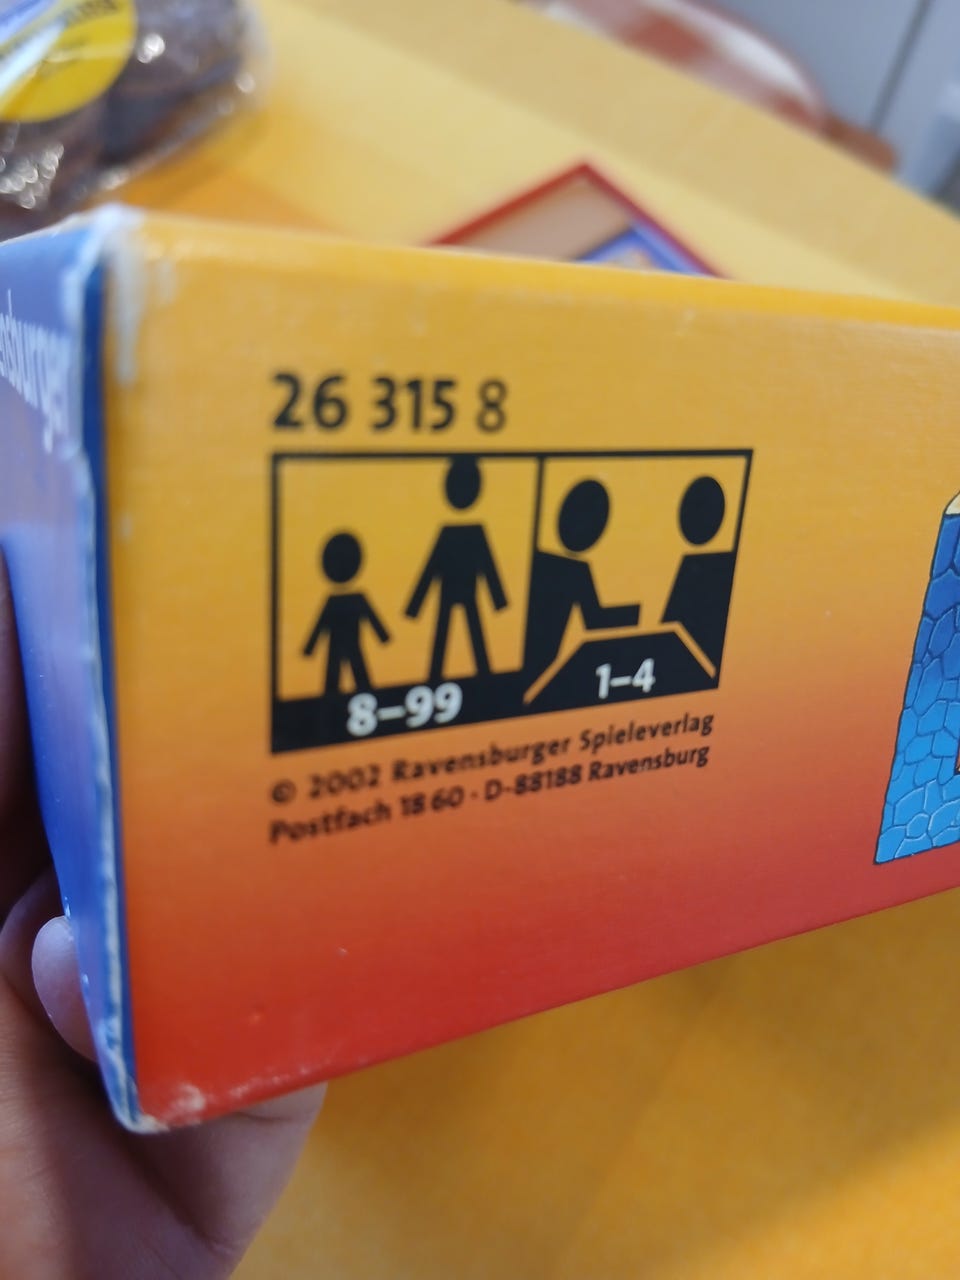 26 315 8
8–99
1–4
© 2002 Ravensburger Spieleverlag
Postfach 18 60 · D-88188 Ravensburg